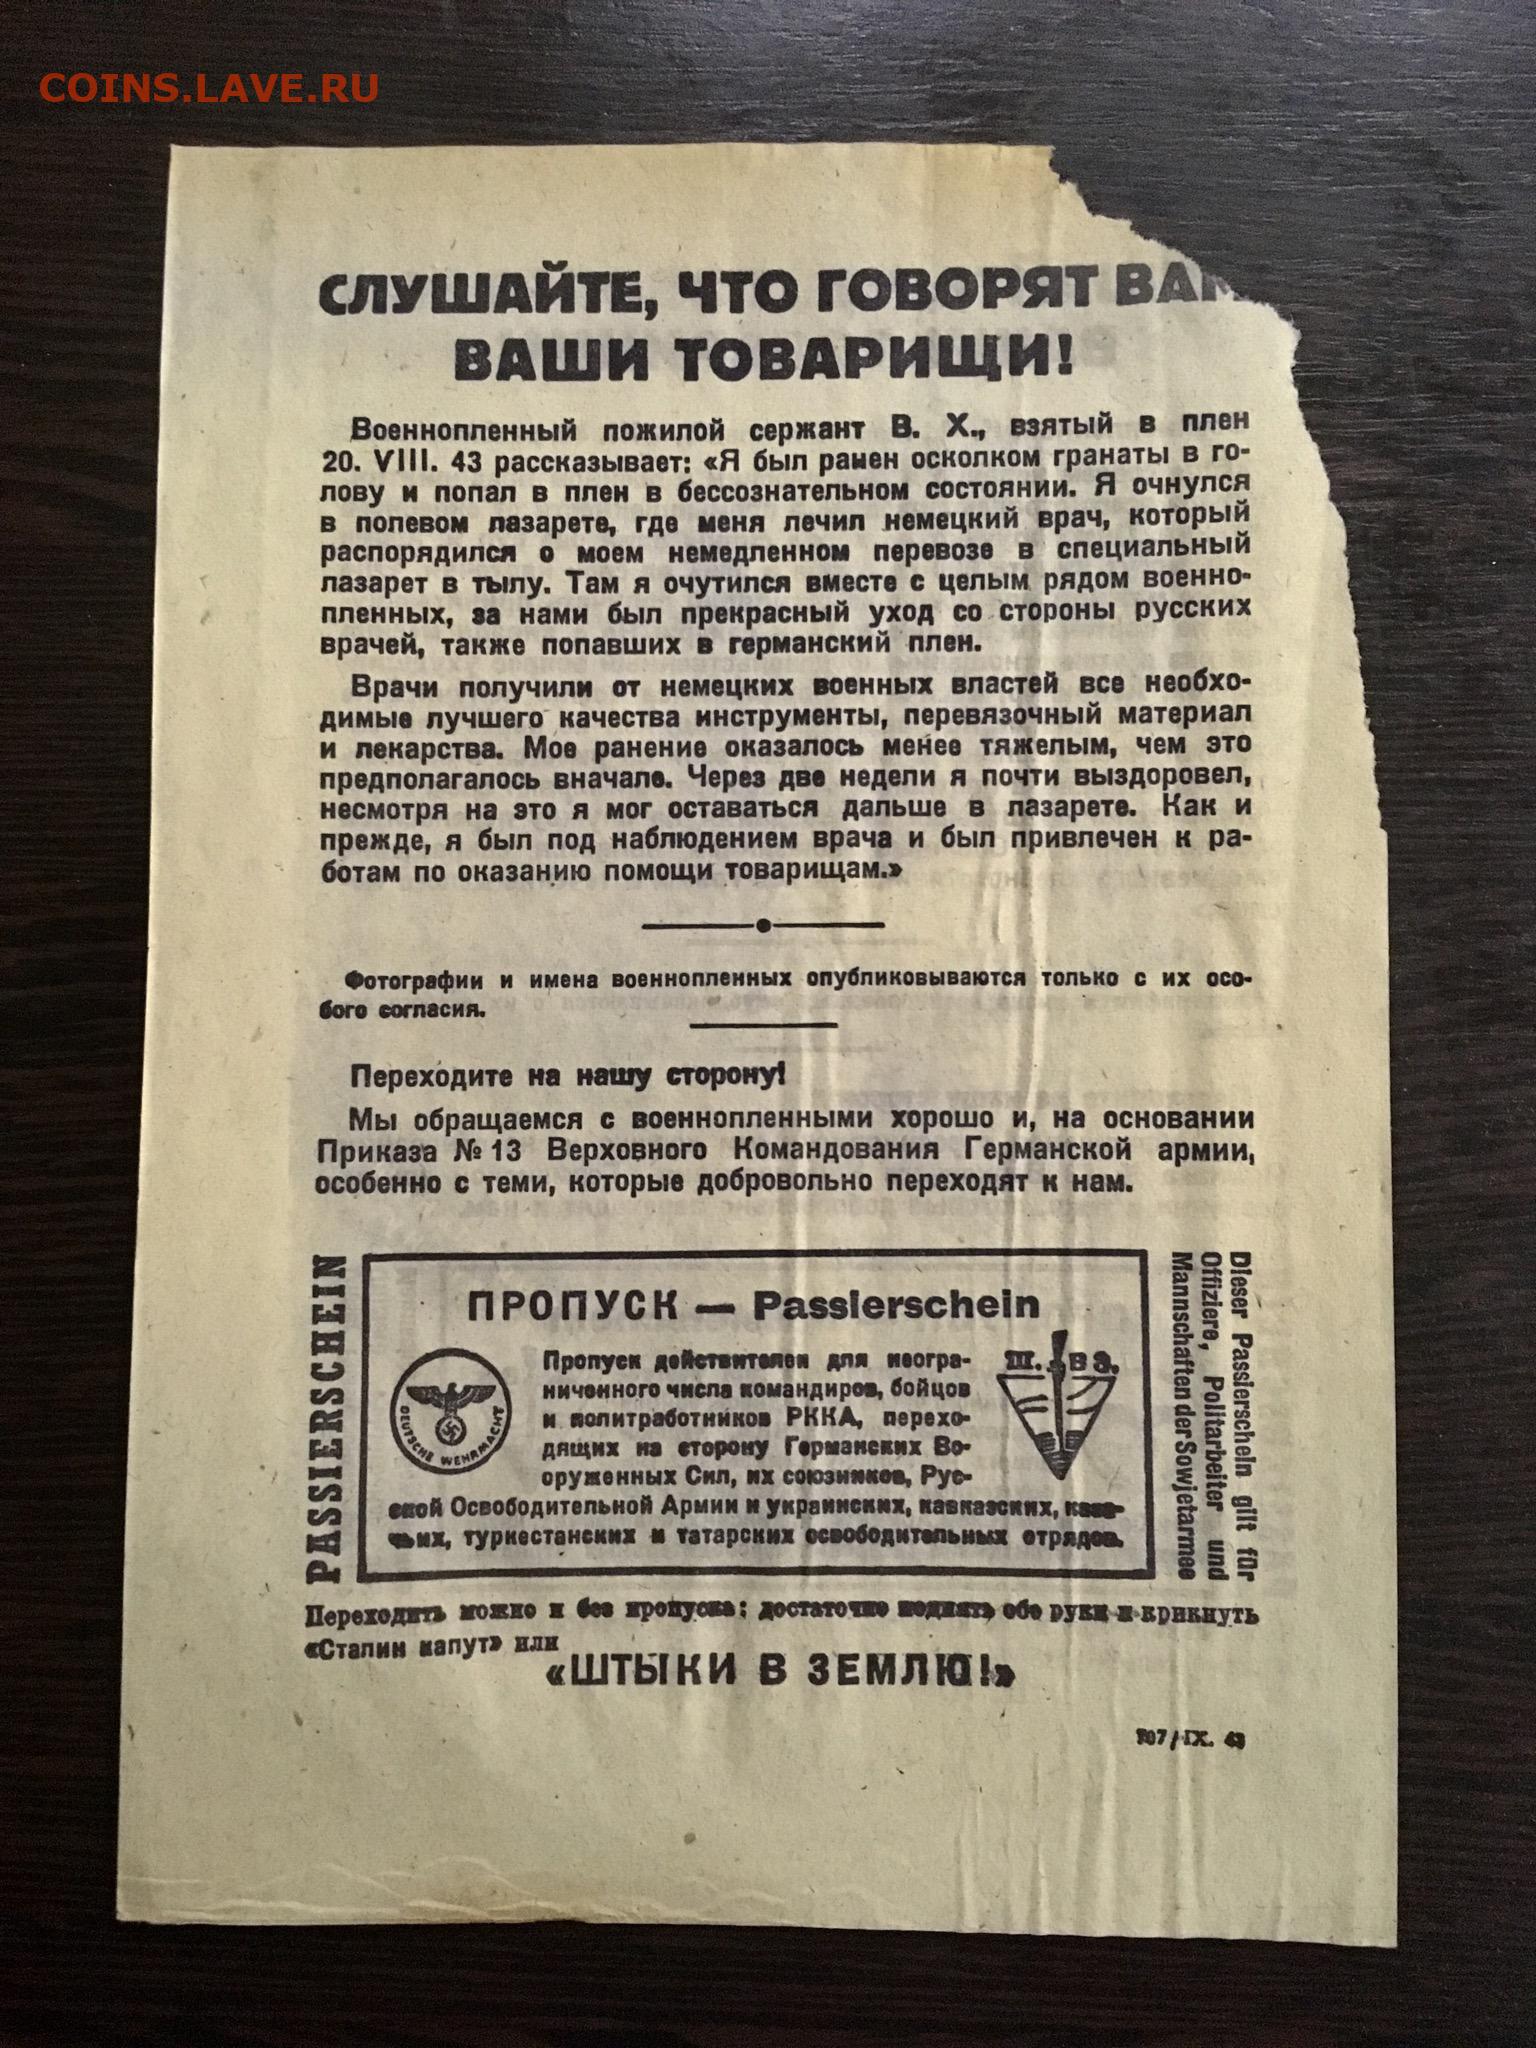 COINS.LAVE.RU
СЛУШАЙТЕ, ЧТО ГОВОРЯТ ВАМ
ВАШИ ТОВАРИЩИ!
Военнопленный пожилой сержант В. Х., взятый в плен
20. VIII. 43 рассказывает: «Я был ранен осколком гранаты в го-
лову и попал в плен в бессознательном состоянии. Я очнулся
в полевом лазарете, где меня лечил немецкий врач, который
распорядился о моем немедленном перевозе в специальный
лазарет в тылу. Там я очутился вместе с целым рядом военно-
пленных, за нами был прекрасный уход со стороны русских
врачей, также попавших в германский плен.
Врачи получили от немецких военных властей все необхо-
димые лучшего качества инструменты, перевязочный материал
и лекарства. Мое ранение оказалось менее тяжелым, чем это
предполагалось вначале. Через две недели я почти выздоровел,
несмотря на это я мог оставаться дальше в лазарете. Как и
прежде, я был под наблюдением врача и был привлечен к ра-
ботам по оказанию помощи товарищам.»
Фотографии и имена военнопленных опубликовываются только с их осо-
бого согласия.
Переходите на нашу сторону!
Мы обращаемся с военнопленными хорошо и, на основании
Приказа № 13 Верховного Командования Германской армии,
особенно с теми, которые добровольно переходят к нам.
PASSIERSCHEIN
ПРОПУСК — Passierschein
DEUTSCHE WEHRMACHT
Ш. В З.
Пропуск действителен для неогра-
ниченного числа командиров, бойцов
и политработников РККА, перехо-
дящих на сторону Германских Во-
оруженных Сил, их союзников, Рус-
ской Освободительной Армии и украинских, кавказских, каза-
чьих, туркестанских и татарских освободительных отрядов.
Dieser Passierschein gilt für
Offiziere, Politarbeiter und
Mannschaften der Sowjetarmee
Переходить можно и без пропуска: достаточно поднять обе руки и крикнуть
«Сталин капут» или
«ШТЫКИ В ЗЕМЛЮ!»
IX. 43